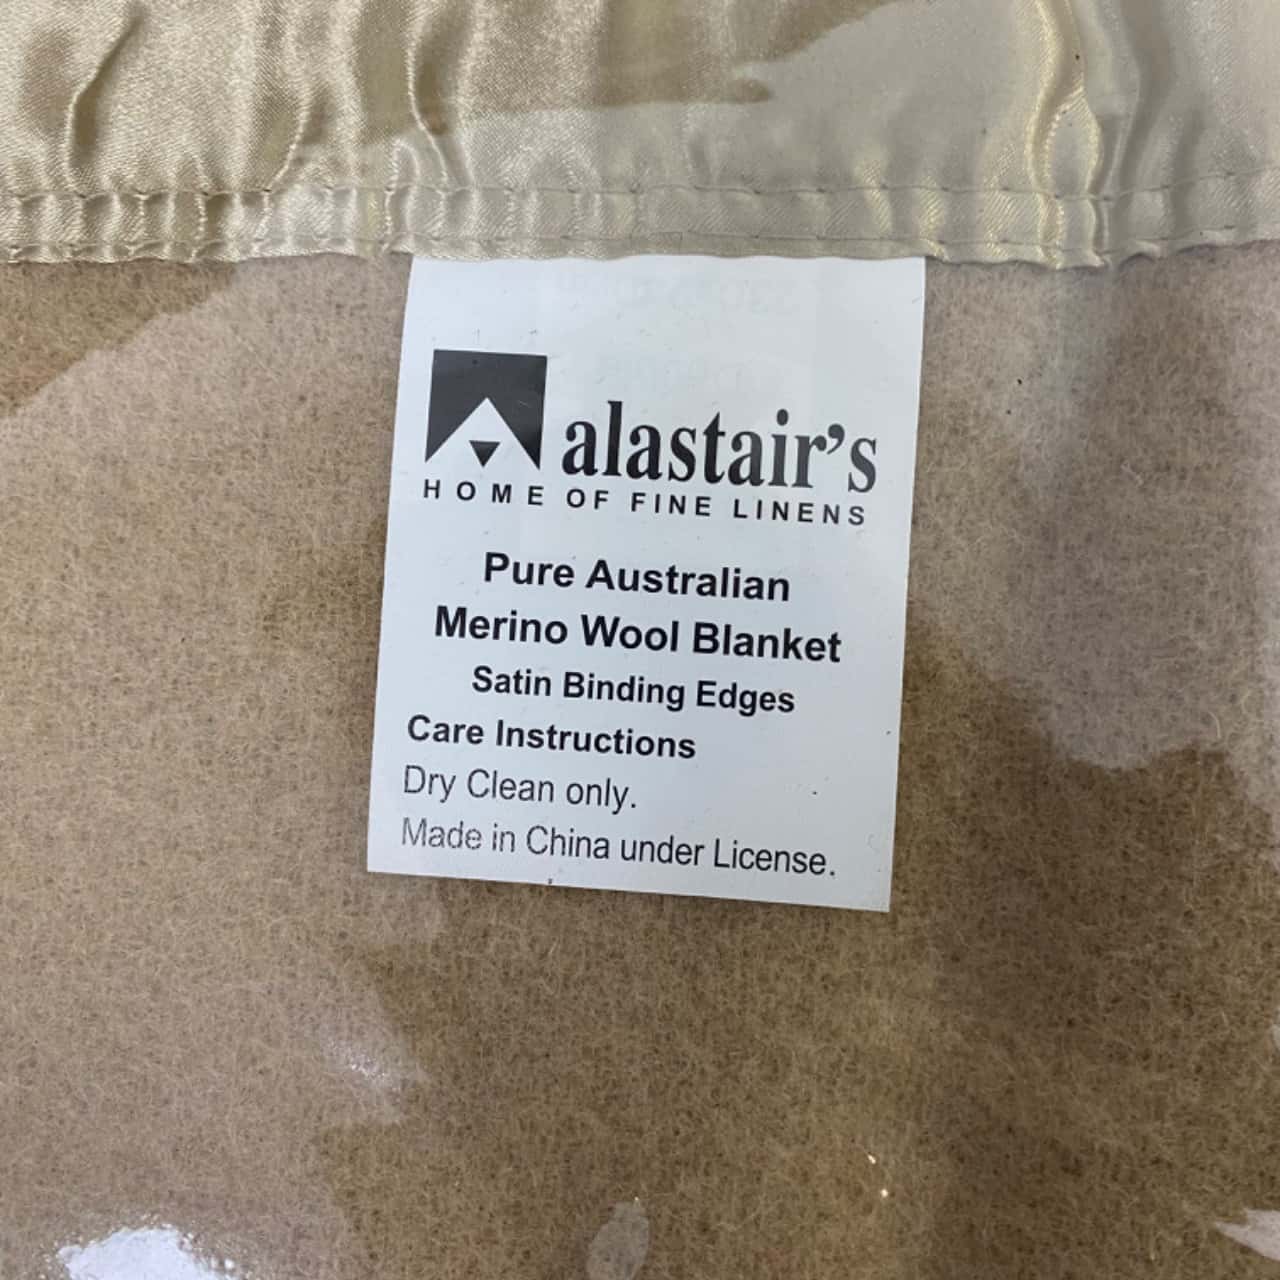 alastair's
HOME OF FINE LINENS
Pure Australian
Merino Wool Blanket
Satin Binding Edges
Care Instructions
Dry Clean only.
Made in China under License.